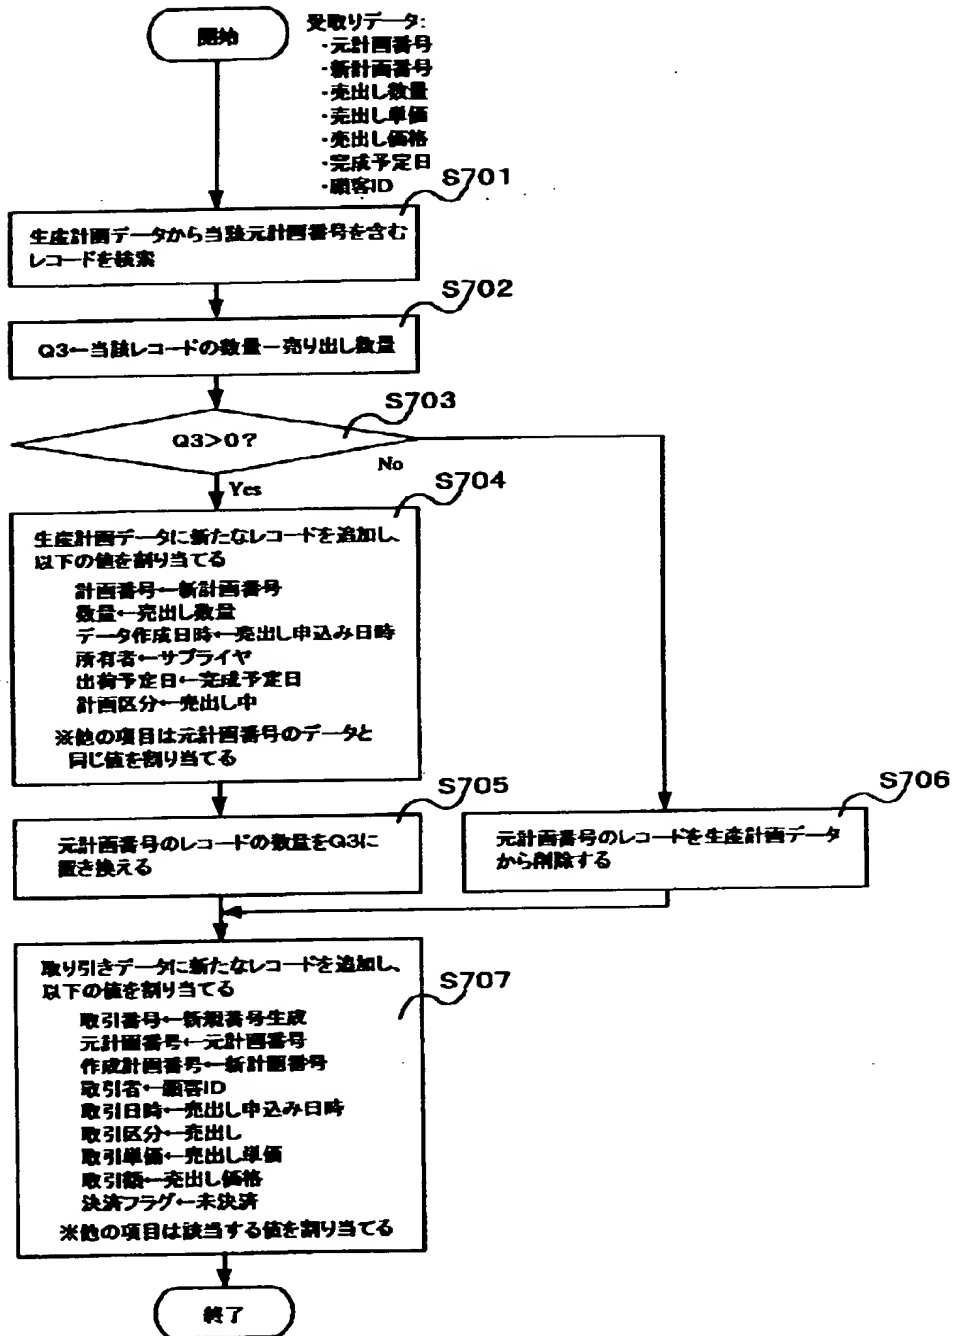 開始
受取りデータ:
・元計画番号
・新計画番号
・売出し数量
・売出し単価
・売出し価格
・完成予定日
・顧客ID
S701
生産計画データから当該元計画番号を含む
レコードを検索
S702
Q3←当該レコードの数量－売り出し数量
S703
Q3>0?
No
Yes
S704
生産計画データに新たなレコードを追加し、
以下の値を割り当てる
計画番号←新計画番号
数量←売出し数量
データ作成日時←売出し申込み日時
所有者←サプライヤ
出荷予定日←完成予定日
計画区分←売出し中
※他の項目は元計画番号のデータと
同じ値を割り当てる
S705
元計画番号のレコードの数量をQ3に
置き換える
S706
元計画番号のレコードを生産計画データ
から削除する
S707
取り引きデータに新たなレコードを追加し、
以下の値を割り当てる
取引番号←新規番号生成
元計画番号←元計画番号
作成計画番号←新計画番号
取引者←顧客ID
取引日時←売出し申込み日時
取引区分←売出し
取引単価←売出し単価
取引額←売出し価格
決済フラグ←未決済
※他の項目は該当する値を割り当てる
終了